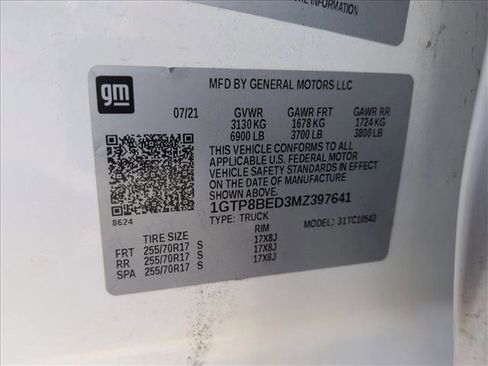 RE INFORMATION
gm
MFD BY GENERAL MOTORS LLC
07/21 GVWR GAWR FRT GAWR RR
3130 KG 1678 KG 1724 KG
6900 LB 3700 LB 3800 LB
THIS VEHICLE CONFORMS TO ALL
APPLICABLE U.S. FEDERAL MOTOR
VEHICLE SAFETY STANDARDS IN EFFECT
ON THE DATE OF MANUFACTURE SHOWN ABOVE.
1GTP8BED3MZ397641
8624 TYPE: TRUCK MODEL: 31TC10543
TIRE SIZE RIM
FRT 255/70R17 S 17X8J
RR 255/70R17 S 17X8J
SPA 255/70R17 S 17X8J